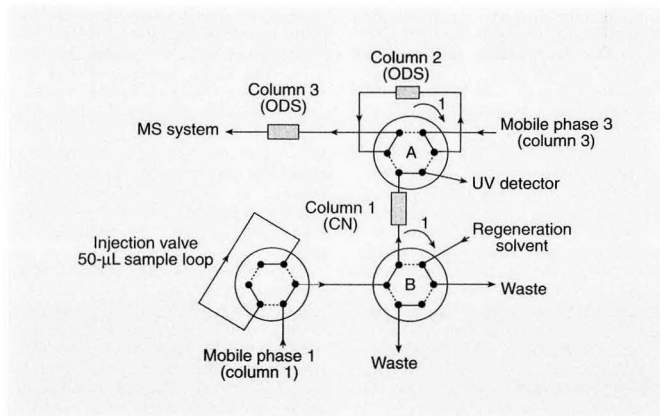 Column 2
(ODS)
Column 3
(ODS)
1
MS system
Mobile phase 3
(column 3)
A
UV detector
Column 1
(CN)
1
Regeneration
solvent
Injection valve
50-µL sample loop
B
Waste
Mobile phase 1
(column 1)
Waste